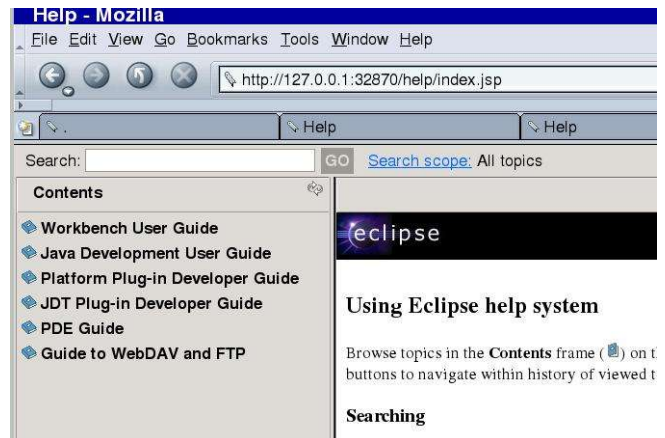 Help - Mozilla
File Edit View Go Bookmarks Tools Window Help
http://127.0.0.1:32870/help/index.jsp
.
Help
Help
Search: GO Search scope: All topics
Contents
Workbench User Guide
Java Development User Guide
Platform Plug-in Developer Guide
JDT Plug-in Developer Guide
PDE Guide
Guide to WebDAV and FTP
eclipse
Using Eclipse help system
Browse topics in the Contents frame ( ) on
buttons to navigate within history of viewed
Searching